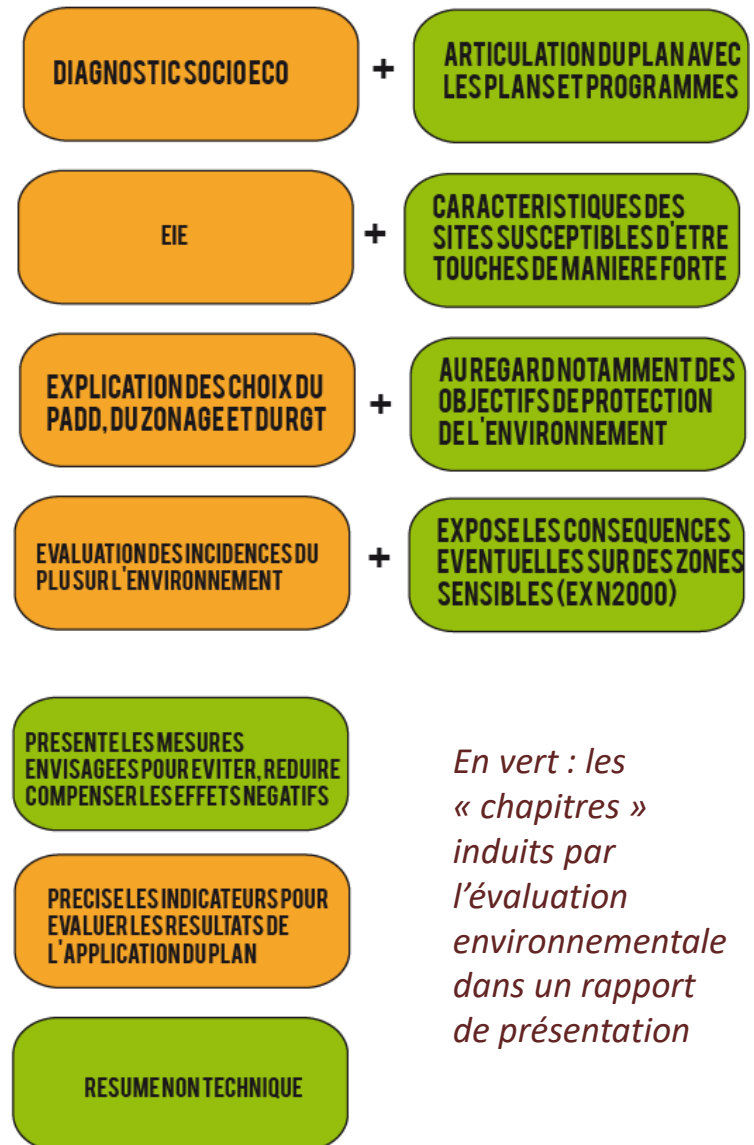 DIAGNOSTIC SOCIO ECO
+
ARTICULATION DU PLAN AVEC
LES PLANS ET PROGRAMMES
EIE
+
CARACTERISTIQUES DES
SITES SUSCEPTIBLES D'ETRE
TOUCHES DE MANIERE FORTE
EXPLICATION DES CHOIX DU
PADD, DU ZONAGE ET DU RGT
+
AU REGARD NOTAMMENT DES
OBJECTIFS DE PROTECTION
DE L'ENVIRONNEMENT
EVALUATION DES INCIDENCES DU
PLU SUR L'ENVIRONNEMENT
+
EXPOSE LES CONSEQUENCES
EVENTUELLES SUR DES ZONES
SENSIBLES (EX N2000)
PRESENTE LES MESURES
ENVISAGEES POUR EVITER, REDUIRE
COMPENSER LES EFFETS NEGATIFS
PRECISE LES INDICATEURS POUR
EVALUER LES RESULTATS DE
L'APPLICATION DU PLAN
RESUME NON TECHNIQUE
En vert : les
« chapitres »
induits par
l’évaluation
environnementale
dans un rapport
de présentation